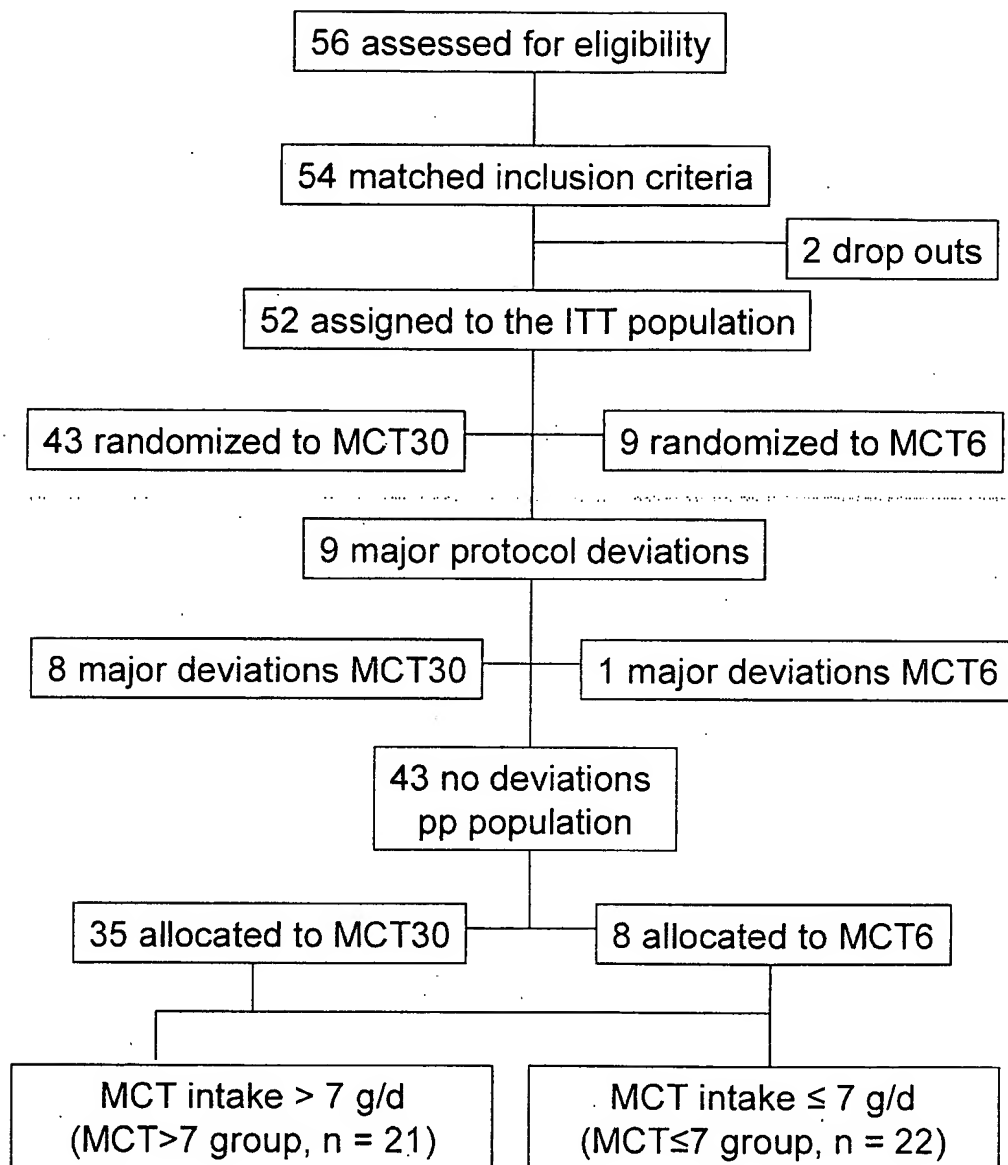 56 assessed for eligibility
54 matched inclusion criteria
2 drop outs
52 assigned to the ITT population
43 randomized to MCT30
9 randomized to MCT6
9 major protocol deviations
8 major deviations MCT30
1 major deviations MCT6
43 no deviations
pp population
35 allocated to MCT30
8 allocated to MCT6
MCT intake > 7 g/d
(MCT>7 group, n = 21)
MCT intake ≤ 7 g/d
(MCT≤7 group, n = 22)